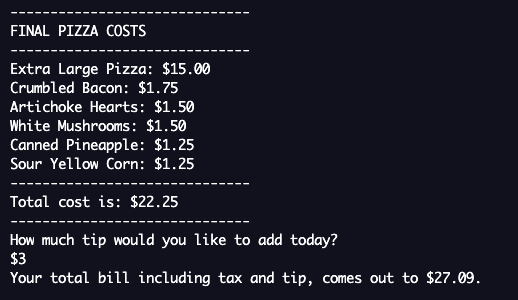 ------------------------------
FINAL PIZZA COSTS
------------------------------
Extra Large Pizza: $15.00
Crumbled Bacon: $1.75
Artichoke Hearts: $1.50
White Mushrooms: $1.50
Canned Pineapple: $1.25
Sour Yellow Corn: $1.25
------------------------------
Total cost is: $22.25
------------------------------
How much tip would you like to add today?
$3
Your total bill including tax and tip, comes out to $27.09.